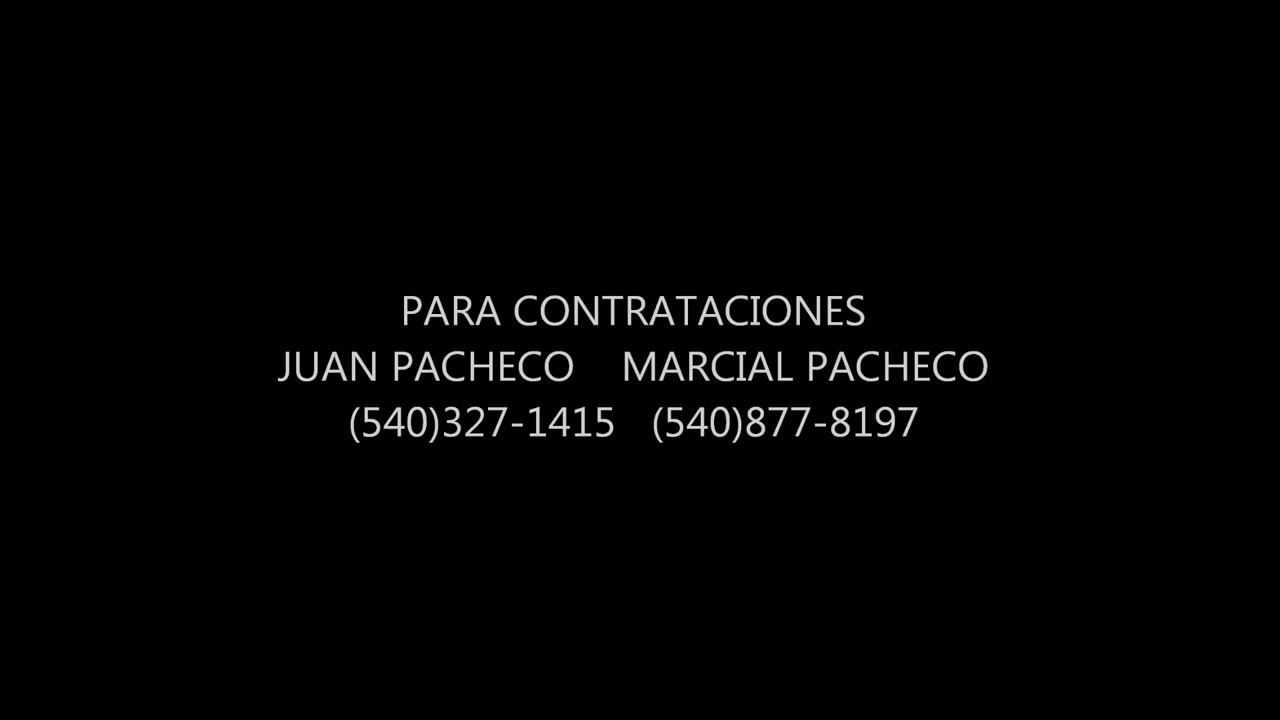 PARA CONTRATACIONES
JUAN PACHECO MARCIAL PACHECO
(540)327-1415 (540)877-8197